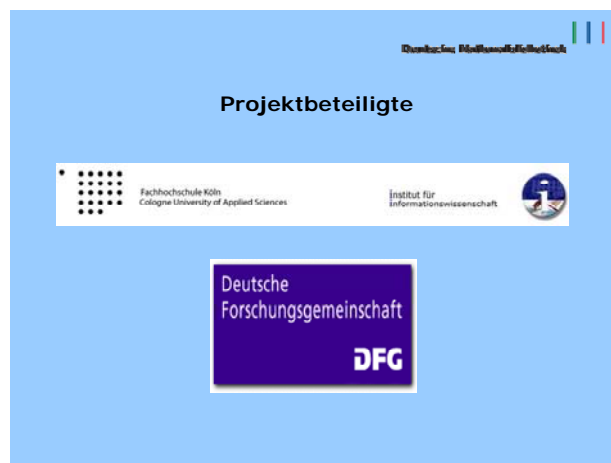 Projektbeteiligte
Fachhochschule Köln
Cologne University of Applied Sciences
institut für
informationswissenschaft
Deutsche
Forschungsgemeinschaft
DFG